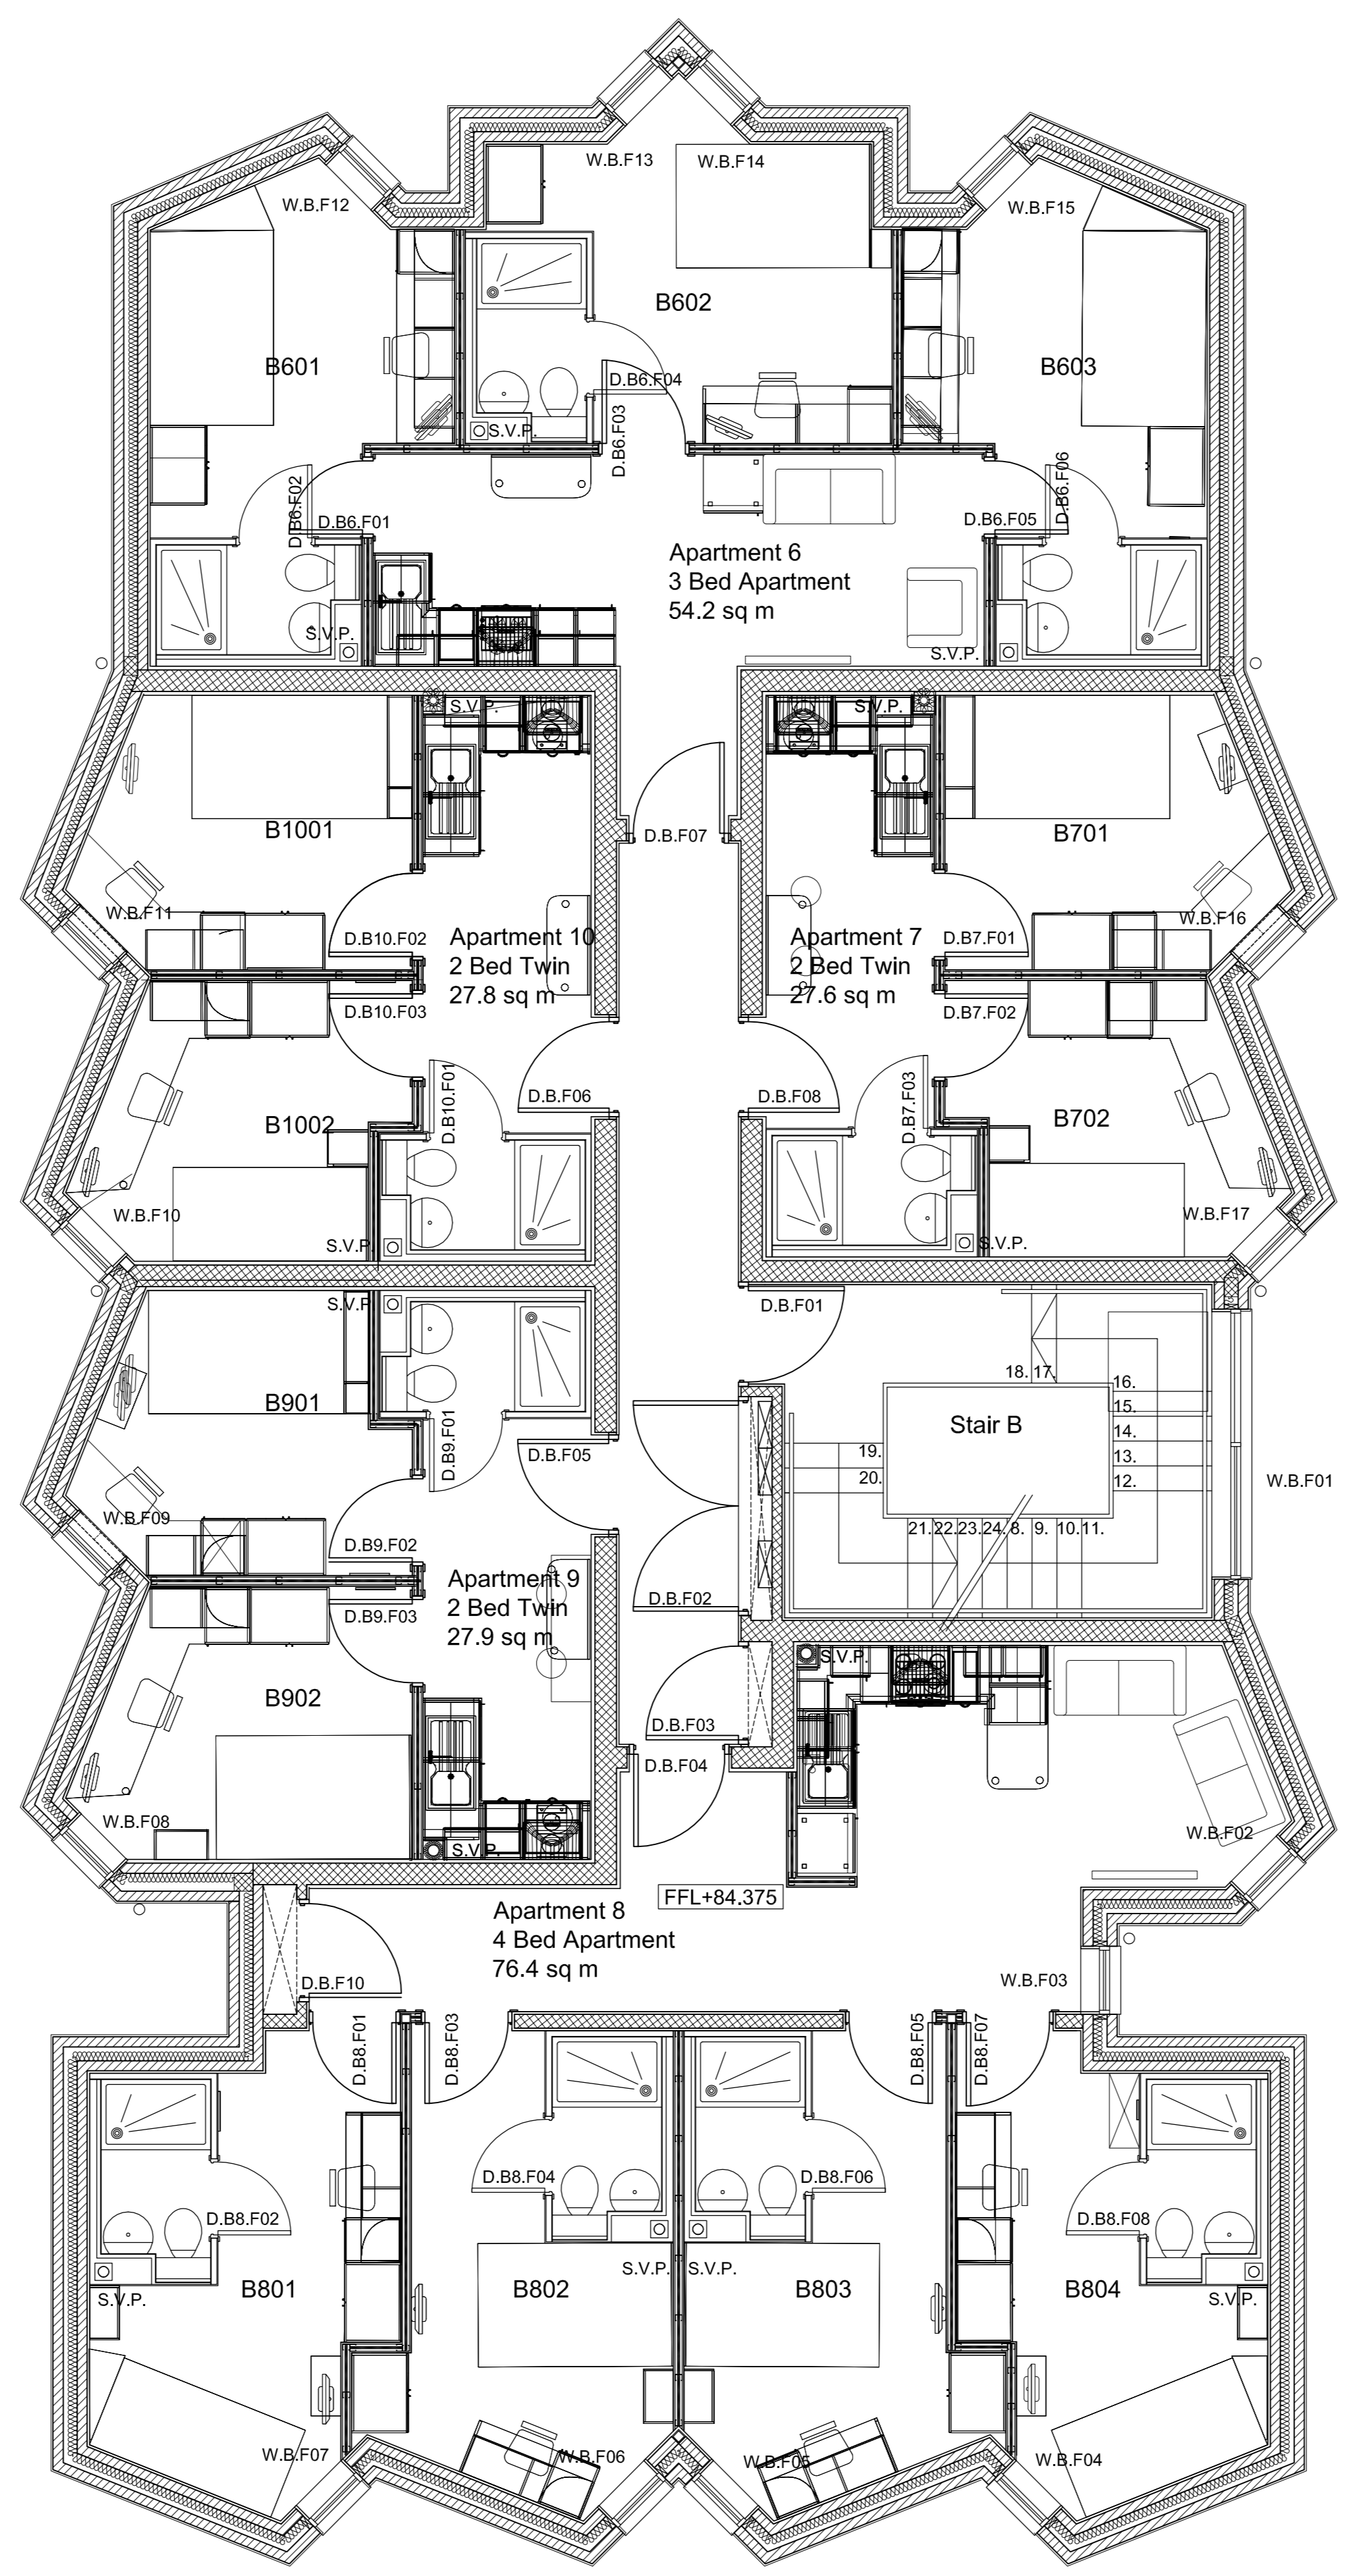 W.B.F13
W.B.F14
W.B.F12
W.B.F15
B602
B601
B603
D.B6.F04
D.B6.F03
S.V.P.
D.B6.F02
D.B6.F01
D.B6.F05
D.B6.F06
Apartment 6
3 Bed Apartment
54.2 sq m
S.V.P.
S.V.P.
S.V.P.
S.V.P.
B1001
D.B.F07
B701
W.B.F11
D.B10.F02
Apartment 10
2 Bed Twin
27.8 sq m
Apartment 7
2 Bed Twin
27.6 sq m
D.B7.F01
W.B.F16
D.B10.F03
D.B7.F02
D.B10.F01
D.B.F06
D.B.F08
D.B7.F03
B1002
B702
W.B.F10
W.B.F17
S.V.P.
S.V.P.
S.V.P.
D.B.F01
18. 17.
16.
15.
14.
13.
12.
Stair B
19.
20.
21. 22. 23. 24. 8. 9. 10. 11.
W.B.F01
B901
D.B9.F01
D.B.F05
W.B.F09
D.B9.F02
D.B9.F03
Apartment 9
2 Bed Twin
27.9 sq m
D.B.F02
B902
S.V.P.
D.B.F03
D.B.F04
W.B.F08
S.V.P.
W.B.F02
FFL+84.375
Apartment 8
4 Bed Apartment
76.4 sq m
D.B.F10
W.B.F03
D.B8.F01
D.B8.F03
D.B8.F05
D.B8.F07
D.B8.F02
D.B8.F04
D.B8.F06
D.B8.F08
S.V.P.
B801
B802
S.V.P.
S.V.P.
B803
B804
S.V.P.
W.B.F07
W.B.F06
W.B.F05
W.B.F04